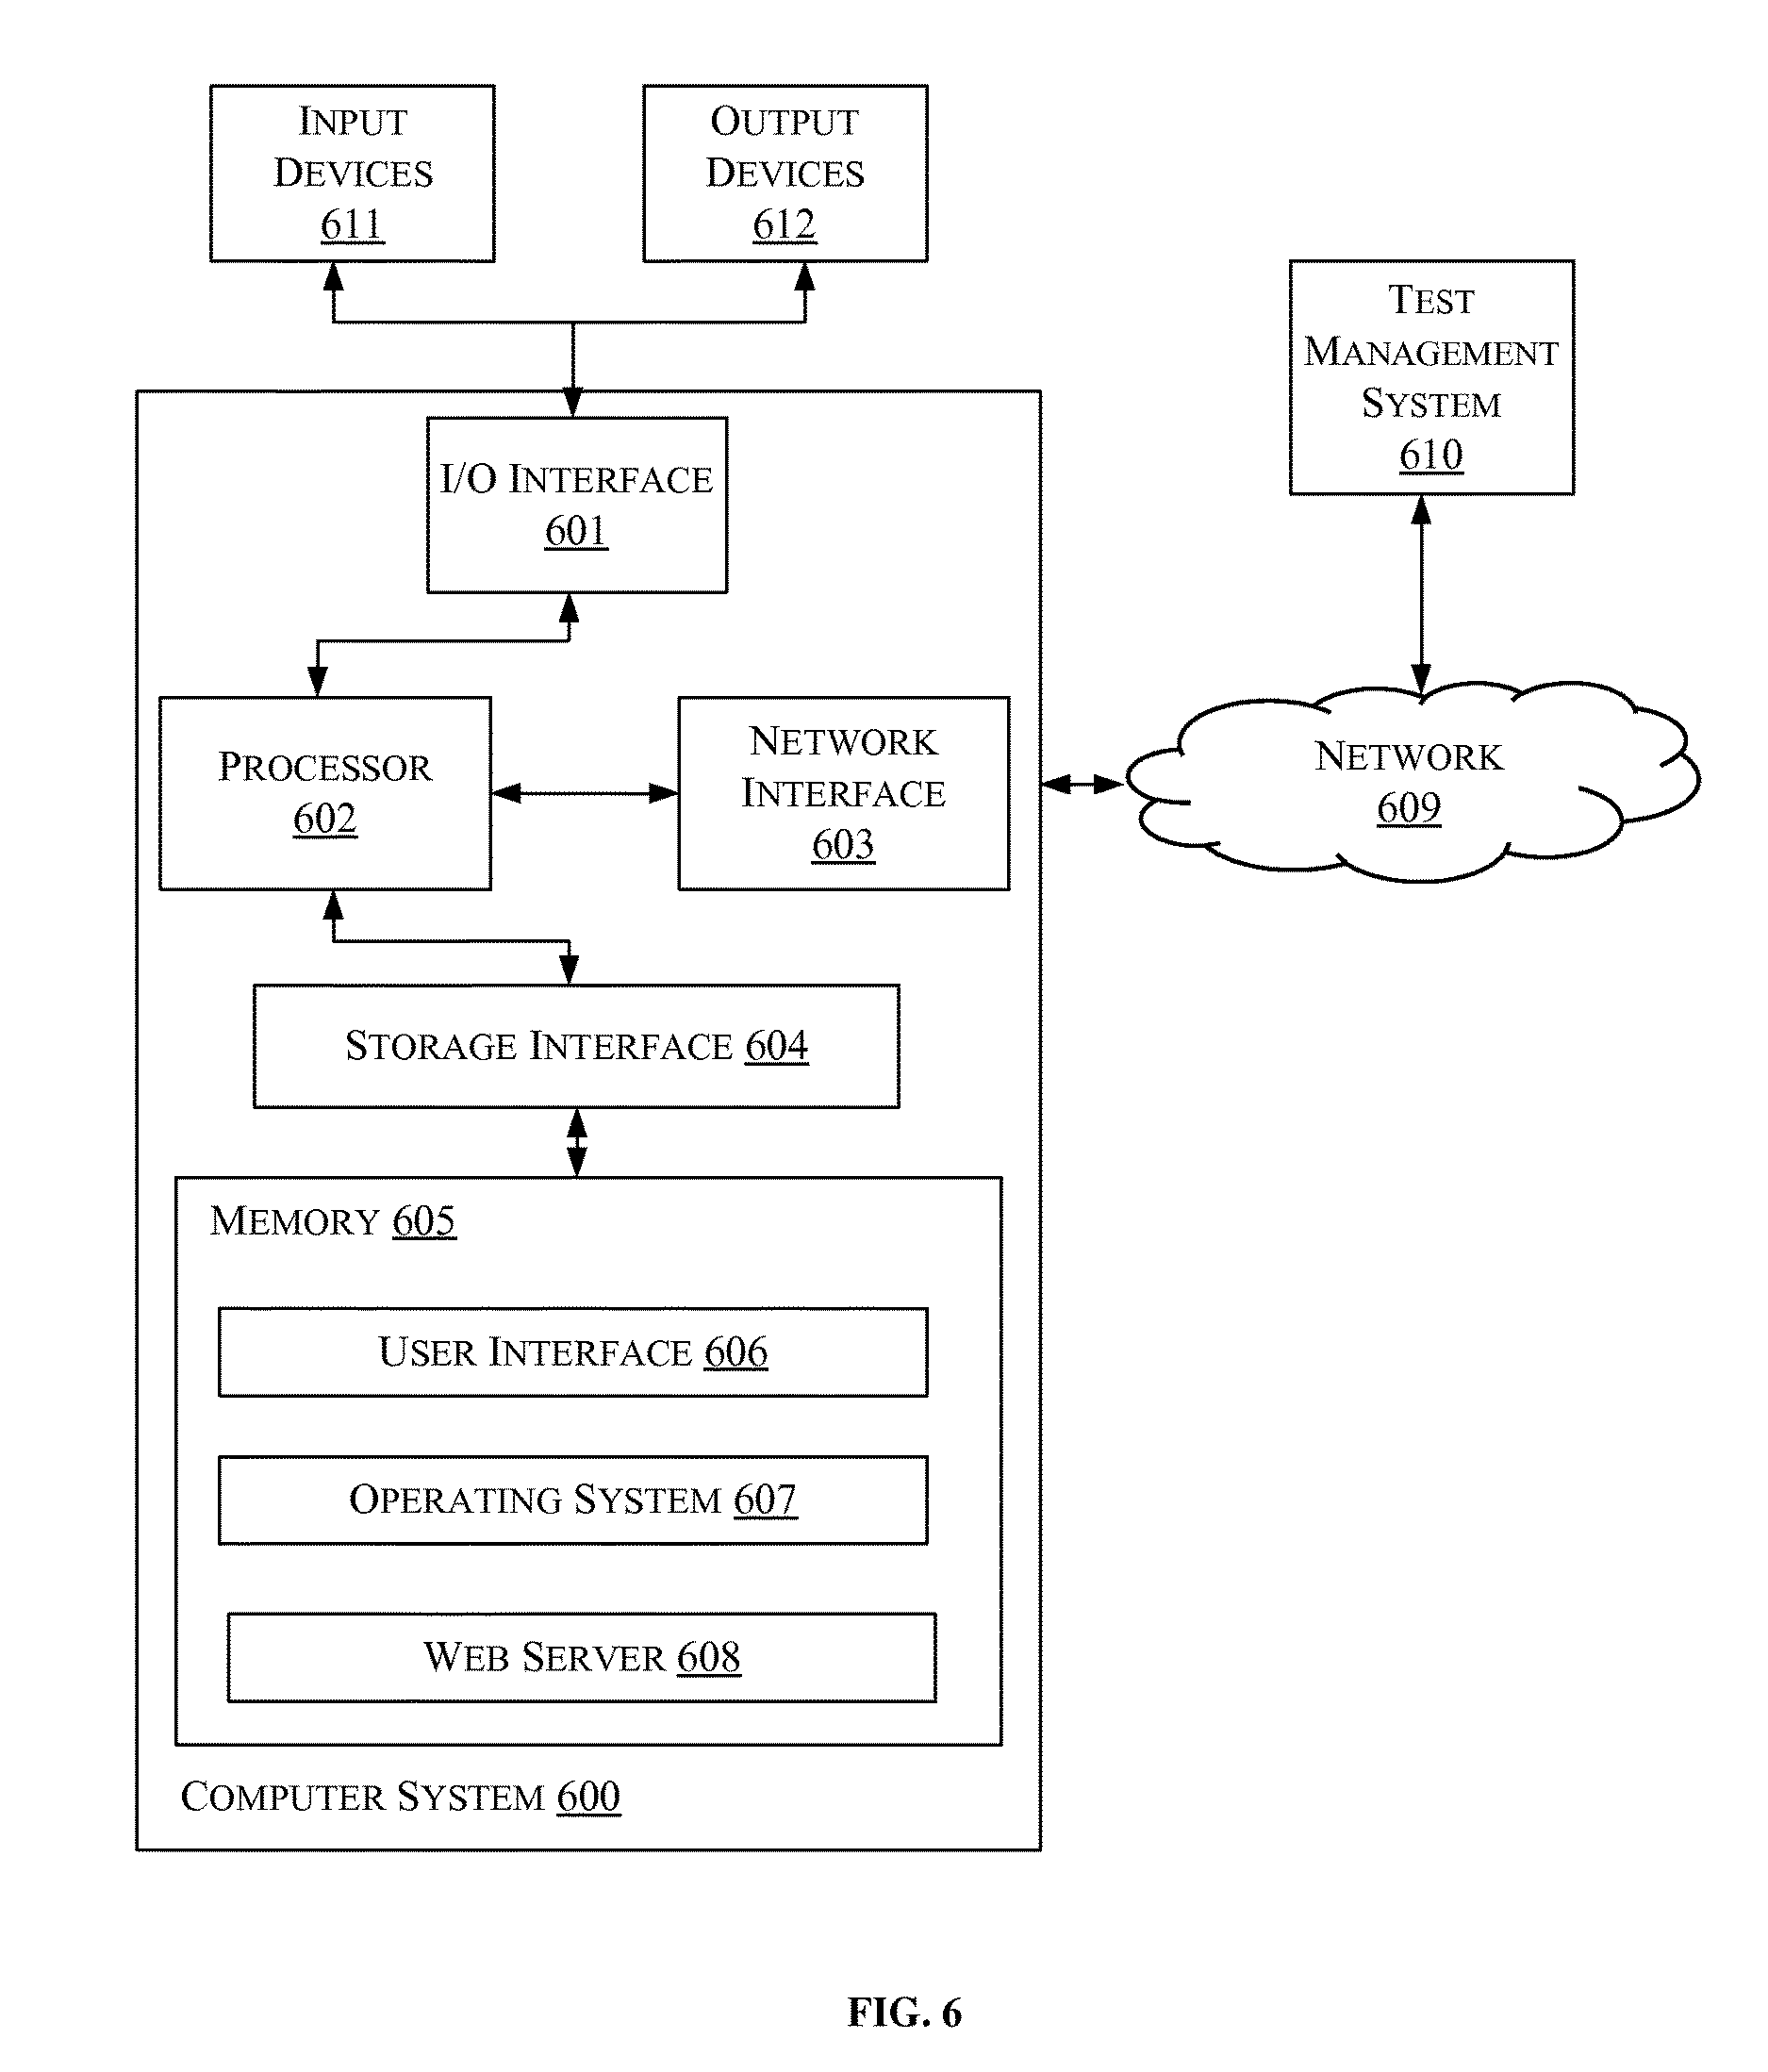 INPUT
DEVICES
611
OUTPUT
DEVICES
612
TEST
MANAGEMENT
SYSTEM
610
I/O INTERFACE
601
PROCESSOR
602
NETWORK
INTERFACE
603
NETWORK
609
STORAGE INTERFACE 604
MEMORY 605
USER INTERFACE 606
OPERATING SYSTEM 607
WEB SERVER 608
COMPUTER SYSTEM 600
FIG. 6